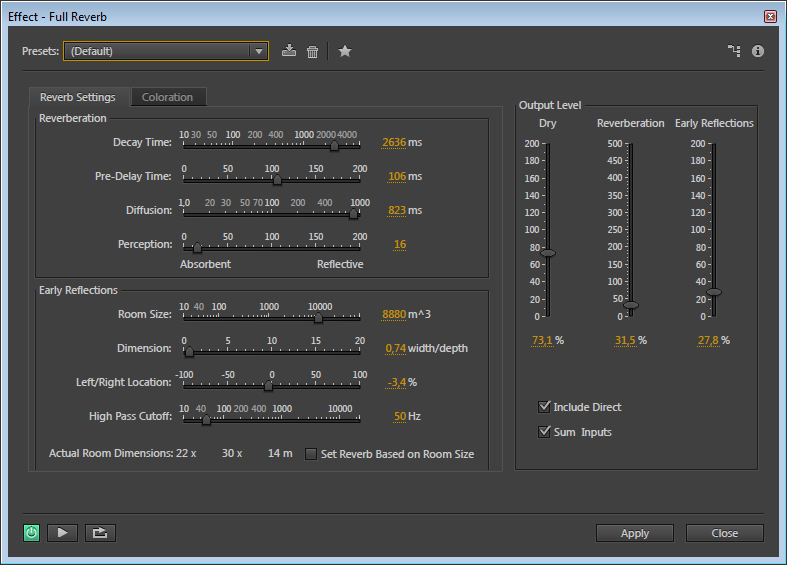 Effect - Full Reverb
Presets: (Default)
Reverb Settings Coloration
Reverberation
10 30 50 100 200 400 1000 2000 4000
Decay Time: 2636 ms
0 50 100 150 200
Pre-Delay Time: 106 ms
1,0 20 30 50 70 100 200 400 1000
Diffusion: 823 ms
0 50 100 150 200
Perception: 16
Absorbent Reflective
Early Reflections
10 40 100 1000 10000
Room Size: 8880 m^3
0 5 10 15 20
Dimension: 0,74 width/depth
-100 -50 0 50 100
Left/Right Location: -3,4 %
10 40 100 200 400 1000 10000
High Pass Cutoff: 50 Hz
Actual Room Dimensions: 22 x 30 x 14 m Set Reverb Based on Room Size
Output Level
Dry Reverberation Early Reflections
200 500 200
180 450 180
160 400 160
140 350 140
120 300 120
100 250 100
80 200 80
60 150 60
40 100 40
20 50 20
0 0 0
73,1 % 31,5 % 27,8 %
Include Direct
Sum Inputs
Apply Close